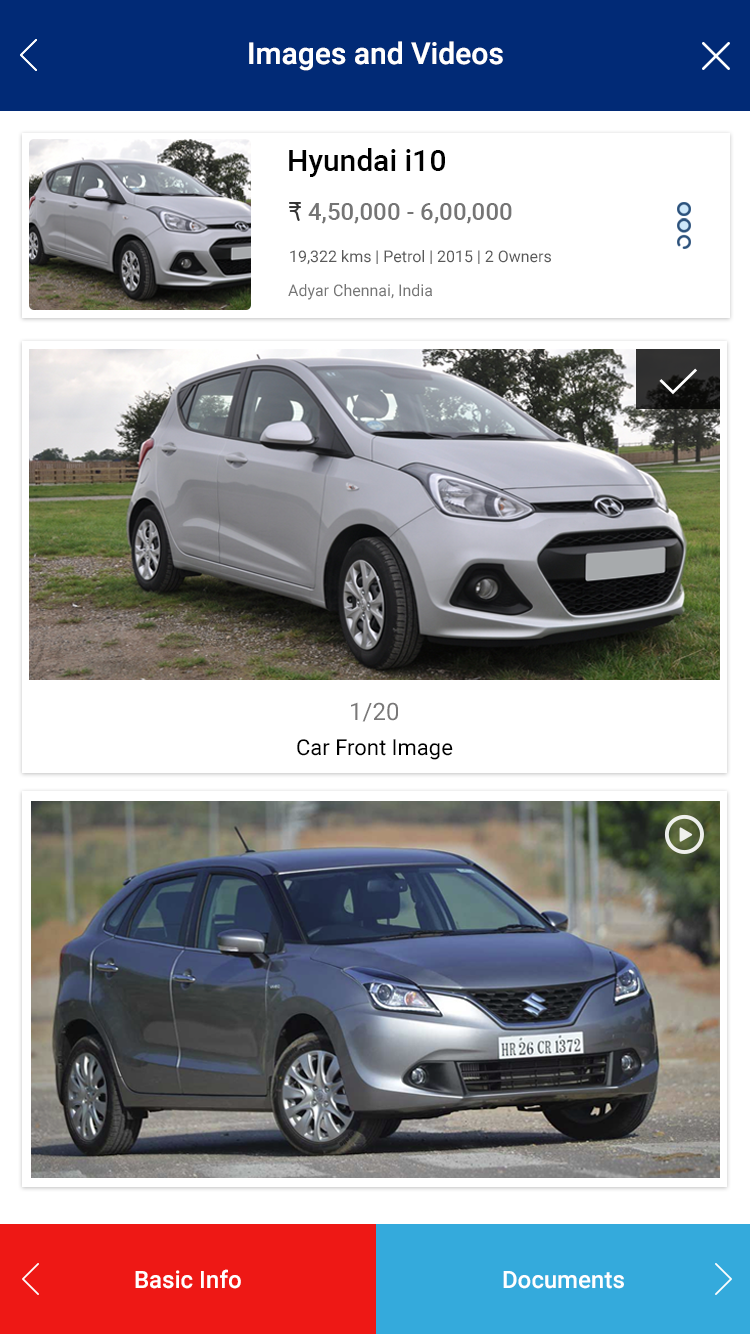 Images and Videos
Hyundai i10
₹ 4,50,000 - 6,00,000
19,322 kms | Petrol | 2015 | 2 Owners
Adyar Chennai, India
1/20
Car Front Image
HR 26 CR 1372
Basic Info
Documents